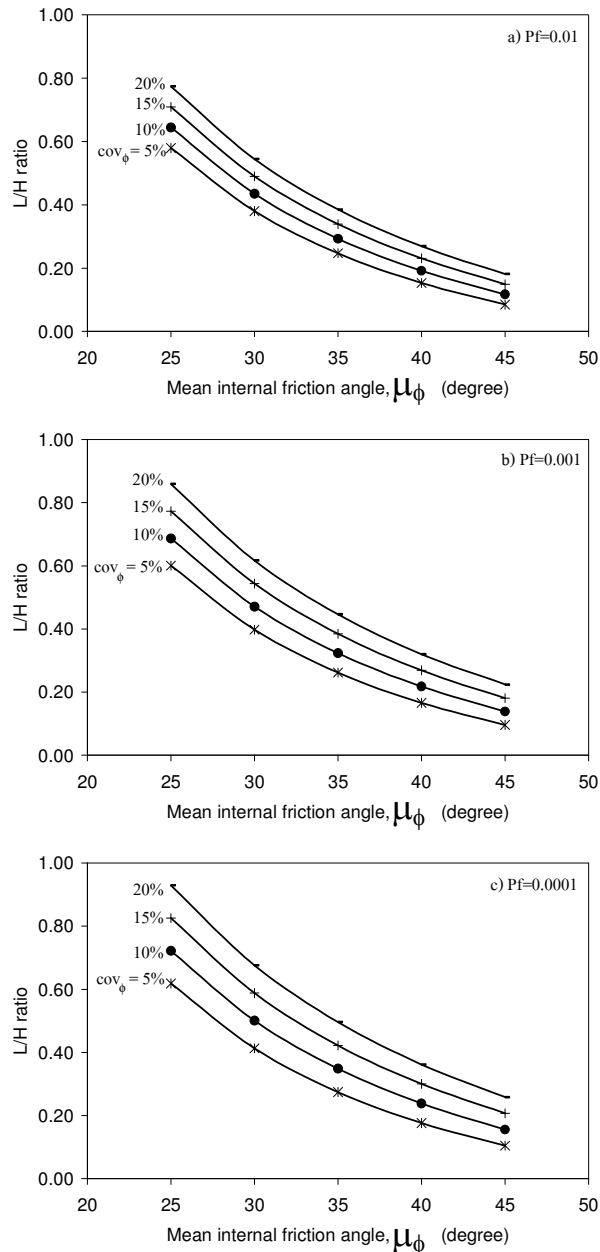 1.00
a) Pf=0.01
0.80
20%
15%
0.60
10%
cov_ϕ = 5%
0.40
0.20
0.00
L/H ratio
20 25 30 35 40 45 50
Mean internal friction angle, μ_ϕ (degree)
1.00
b) Pf=0.001
20%
0.80
15%
10%
0.60
cov_ϕ = 5%
0.40
0.20
0.00
L/H ratio
20 25 30 35 40 45 50
Mean internal friction angle, μ_ϕ (degree)
1.00
c) Pf=0.0001
20%
0.80
15%
10%
0.60
cov_ϕ = 5%
0.40
0.20
0.00
L/H ratio
20 25 30 35 40 45 50
Mean internal friction angle, μ_ϕ (degree)